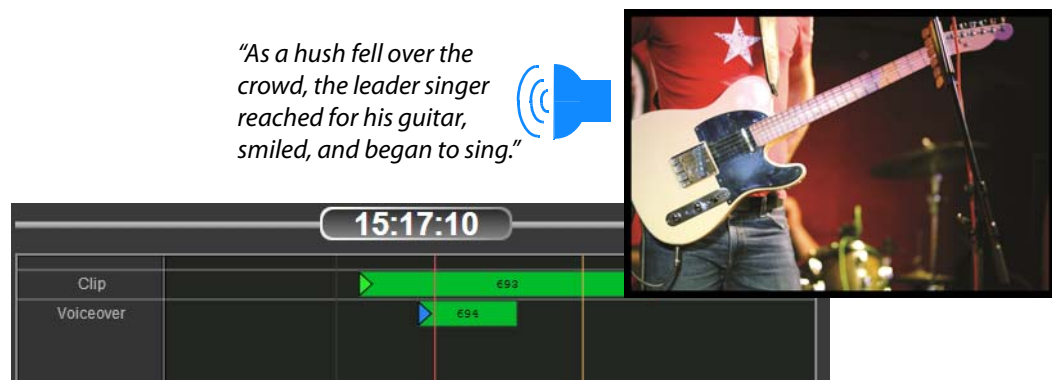 “As a hush fell over the
crowd, the leader singer
reached for his guitar,
smiled, and began to sing.”
15:17:10
Clip
693
Voiceover
694